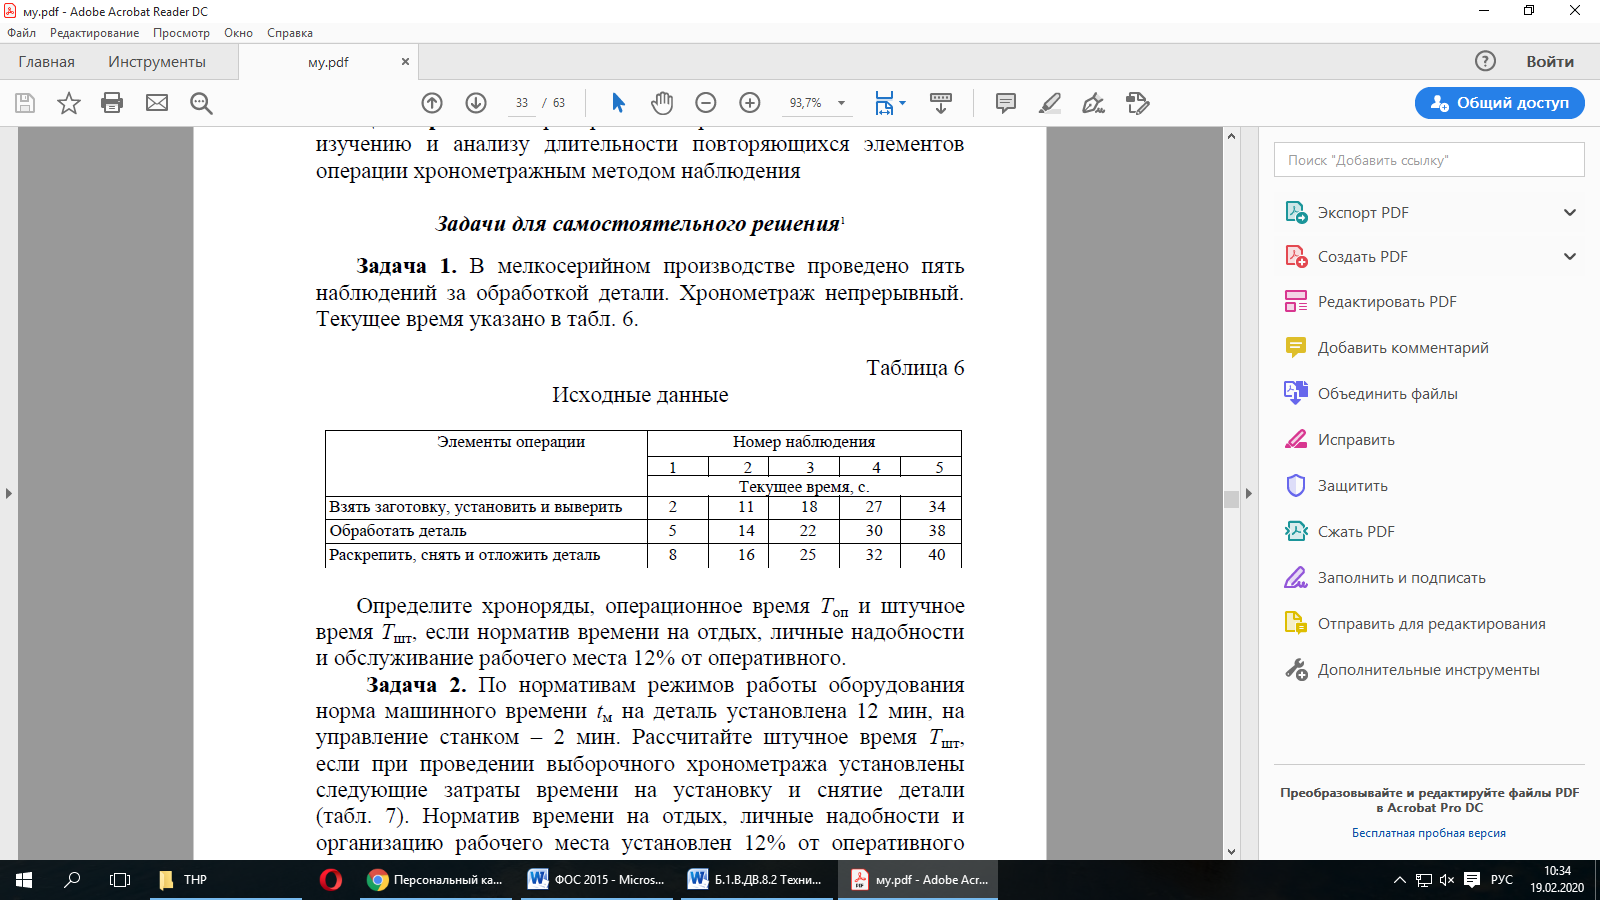 му.pdf - Adobe Acrobat Reader DC
Файл Редактирование Просмотр Окно Справка
Главная Инструменты му.pdf × ? Войти
33 / 63 93,7% Общий доступ
изучению и анализу длительности повторяющихся элементов
операции хронометражным методом наблюдения
Задачи для самостоятельного решения1
Задача 1. В мелкосерийном производстве проведено пять
наблюдений за обработкой детали. Хронометраж непрерывный.
Текущее время указано в табл. 6.
Таблица 6
Исходные данные
Элементы операции Номер наблюдения
1 2 3 4 5
Текущее время, с.
Взять заготовку, установить и выверить 2 11 18 27 34
Обработать деталь 5 14 22 30 38
Раскрепить, снять и отложить деталь 8 16 25 32 40
Определите хроноряды, операционное время Tоп и штучное
время Tшт, если норматив времени на отдых, личные надобности
и обслуживание рабочего места 12% от оперативного.
Задача 2. По нормативам режимов работы оборудования
норма машинного времени tм на деталь установлена 12 мин, на
управление станком – 2 мин. Рассчитайте штучное время Tшт,
если при проведении выборочного хронометража установлены
следующие затраты времени на установку и снятие детали
(табл. 7). Норматив времени на отдых, личные надобности и
организацию рабочего места установлен 12% от оперативного
Поиск "Добавить ссылку"
Экспорт PDF
Создать PDF
Редактировать PDF
Добавить комментарий
Объединить файлы
Исправить
Защитить
Сжать PDF
Заполнить и подписать
Отправить для редактирования
Дополнительные инструменты
Преобразовывайте и редактируйте файлы PDF
в Acrobat Pro DC
Бесплатная пробная версия
ТНР Персональный ка... ФОС 2015 - Micros... Б.1.В.ДВ.8.2 Техни... му.pdf - Adobe Acr... РУС 10:34
19.02.2020